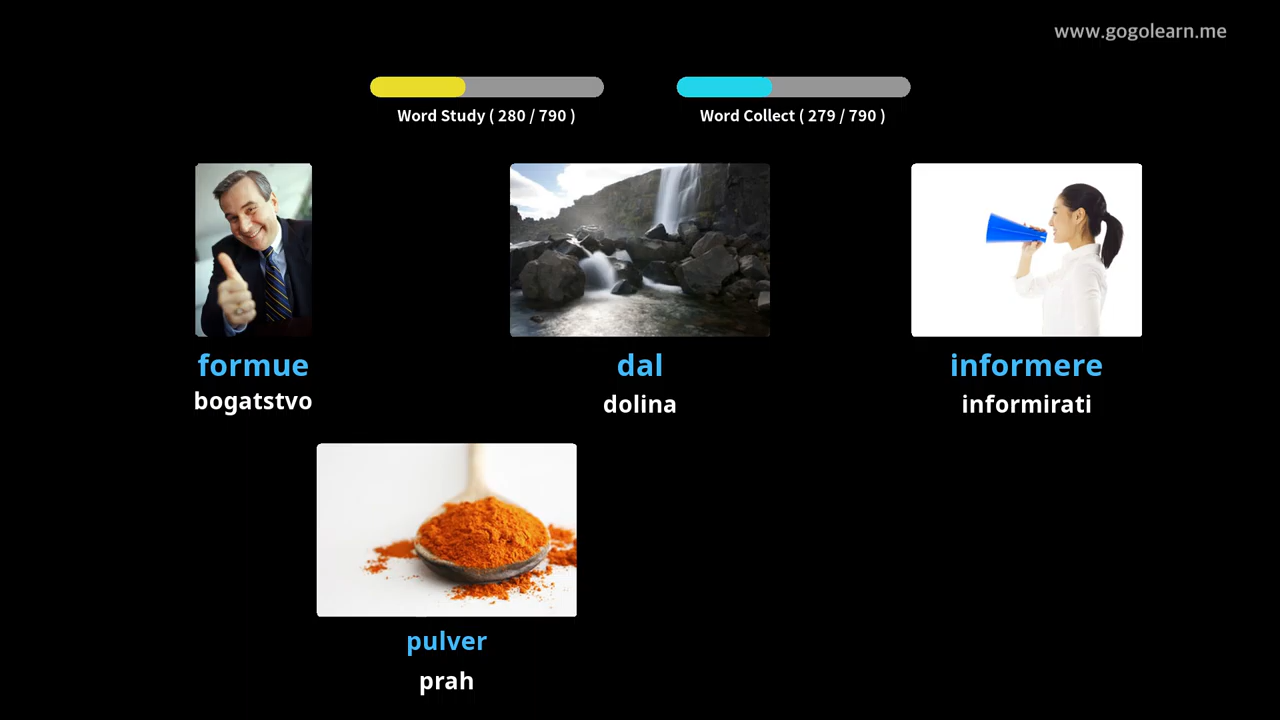 www.gogolearn.me
Word Study ( 280 / 790 )
Word Collect ( 279 / 790 )
formue
bogatstvo
dal
dolina
informere
informirati
pulver
prah